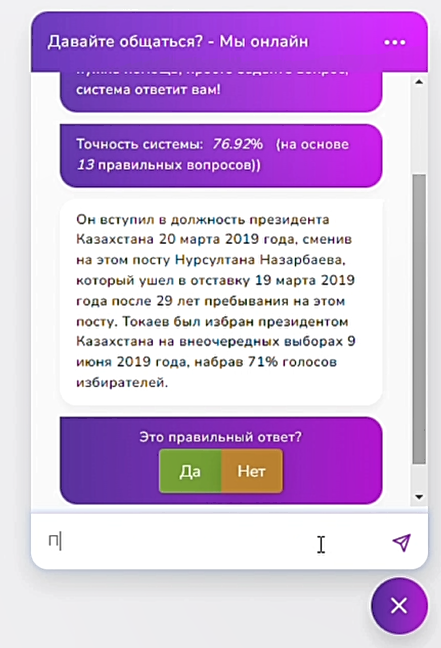 Давайте общаться? - Мы онлайн
система ответит вам!
Точность системы: 76.92% (на основе
13 правильных вопросов))
Он вступил в должность президента
Казахстана 20 марта 2019 года, сменив
на этом посту Нурсултана Назарбаева,
который ушел в отставку 19 марта 2019
года после 29 лет пребывания на этом
посту. Токаев был избран президентом
Казахстана на внеочередных выборах 9
июня 2019 года, набрав 71% голосов
избирателей.
Это правильный ответ?
Да Нет
П